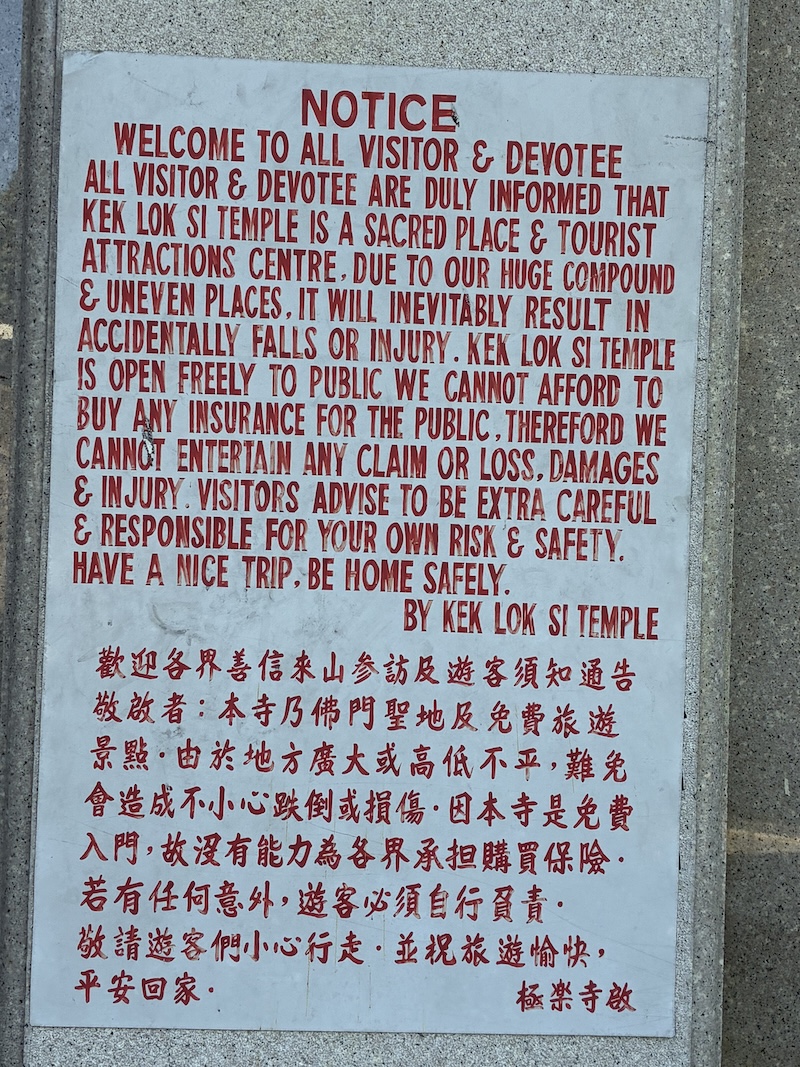 NOTICE
WELCOME TO ALL VISITOR & DEVOTEE
ALL VISITOR & DEVOTEE ARE DULY INFORMED THAT
KEK LOK SI TEMPLE IS A SACRED PLACE & TOURIST
ATTRACTIONS CENTRE, DUE TO OUR HUGE COMPOUND
& UNEVEN PLACES, IT WILL INEVITABLY RESULT IN
ACCIDENTALLY FALLS OR INJURY. KEK LOK SI TEMPLE
IS OPEN FREELY TO PUBLIC WE CANNOT AFFORD TO
BUY ANY INSURANCE FOR THE PUBLIC, THEREFORD WE
CANNOT ENTERTAIN ANY CLAIM OR LOSS, DAMAGES
& INJURY. VISITORS ADVISE TO BE EXTRA CAREFUL
& RESPONSIBLE FOR YOUR OWN RISK & SAFETY.
HAVE A NICE TRIP, BE HOME SAFELY.
BY KEK LOK SI TEMPLE
歡迎各界善信來山参訪及遊客須知通告
敬啟者：本寺乃佛門聖地及免費旅遊
景點．由於地方廣大或高低不平，難免
會造成不小心跌倒或損傷．因本寺是免費
入門，故沒有能力為各界承担購買保險．
若有任何意外，遊客必須自行負責．
敬請遊客們小心行走．並祝旅遊愉快，
平安回家．
極楽寺啟